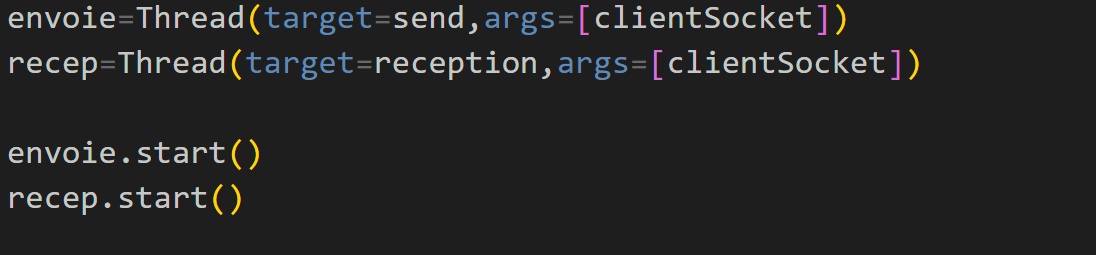 envoie=Thread(target=send,args=[clientSocket])
recep=Thread(target=reception,args=[clientSocket])
envoie.start()
recep.start()